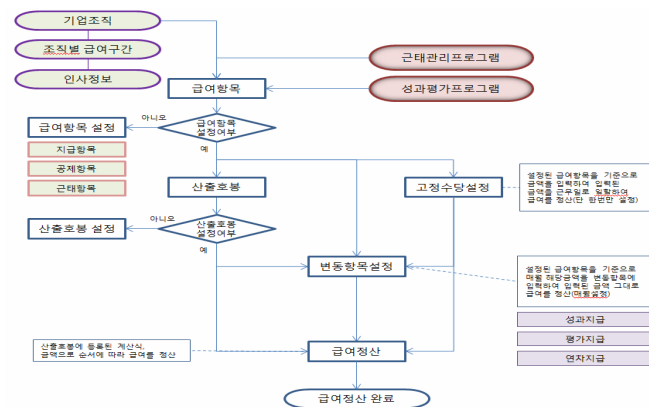 기업조직
조직별 급여구간
인사정보
근태관리프로그램
성과평가프로그램
급여항목
아니오
급여항목
설정여부
예
급여항목 설정
지급항목
공제항목
근태항목
산출호봉
고정수당설정
설정된 급여항목을 기준으로
금액을 입력하여 입력된
금액을 근무일로 일할하여
급여를 정산(단 한번만 설정)
아니오
산출호봉
설정여부
예
산출호봉 설정
변동항목설정
설정된 급여항목을 기준으로
매월 해당금액을 변동항목에
입력하여 입력된 금액 그대로
급여를 정산(매월설정)
성과지급
평가지급
연차지급
산출호봉에 등록된 계산식,
금액으로 순서에 따라 급여를 정산
급여정산
급여정산 완료